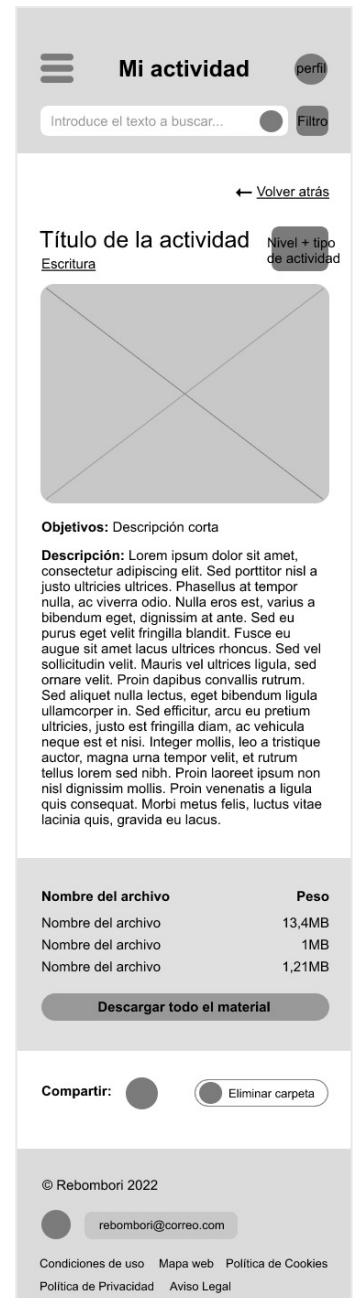 Mi actividad
perfil
Introduce el texto a buscar...
Filtro
← Volver atrás
Título de la actividad
Nivel + tipo
de actividad
Escritura
Objetivos: Descripción corta
Descripción: Lorem ipsum dolor sit amet,
consectetur adipiscing elit. Sed porttitor nisl a
justo ultricies ultrices. Phasellus at tempor
nulla, ac viverra odio. Nulla eros est, varius a
bibendum eget, dignissim at ante. Sed eu
purus eget velit fringilla blandit. Fusce eu
augue sit amet lacus ultrices rhoncus. Sed vel
sollicitudin velit. Mauris vel ultrices ligula, sed
ornare velit. Proin dapibus convallis rutrum.
Sed aliquet nulla lectus, eget bibendum ligula
ullamcorper in. Sed efficitur, arcu eu pretium
ultricies, justo est fringilla diam, ac vehicula
neque est et nisi. Integer mollis, leo a tristique
auctor, magna urna tempor velit, et rutrum
tellus lorem sed nibh. Proin laoreet ipsum non
nisl dignissim mollis. Proin venenatis a ligula
quis consequat. Morbi metus felis, luctus vitae
lacinia quis, gravida eu lacus.
Nombre del archivo Peso
Nombre del archivo 13,4MB
Nombre del archivo 1MB
Nombre del archivo 1,21MB
Descargar todo el material
Compartir:
Eliminar carpeta
© Rebombori 2022
rebombori@correo.com
Condiciones de uso Mapa web Política de Cookies
Política de Privacidad Aviso Legal